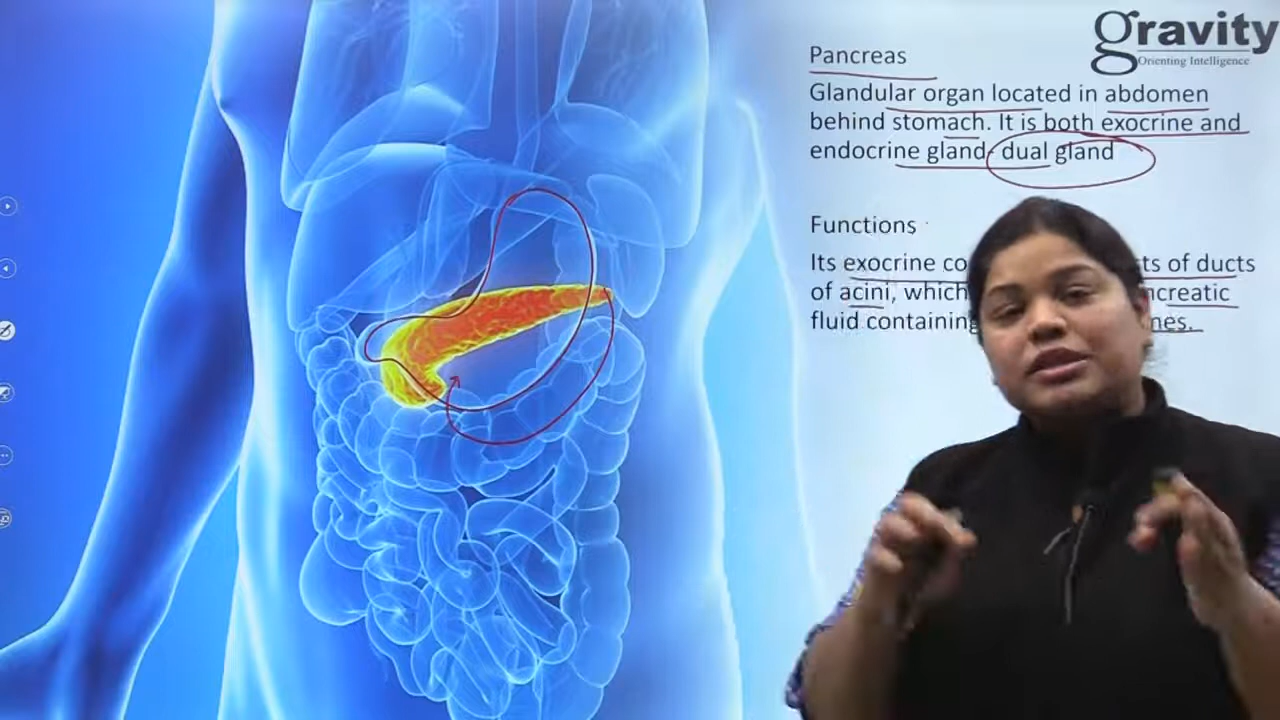 gravity
Orienting Intelligence
Pancreas
Glandular organ located in abdomen
behind stomach. It is both exocrine and
endocrine gland- dual gland
Functions
Its exocrine co sts of ducts
of acini, which ncreatic
fluid containing nes.